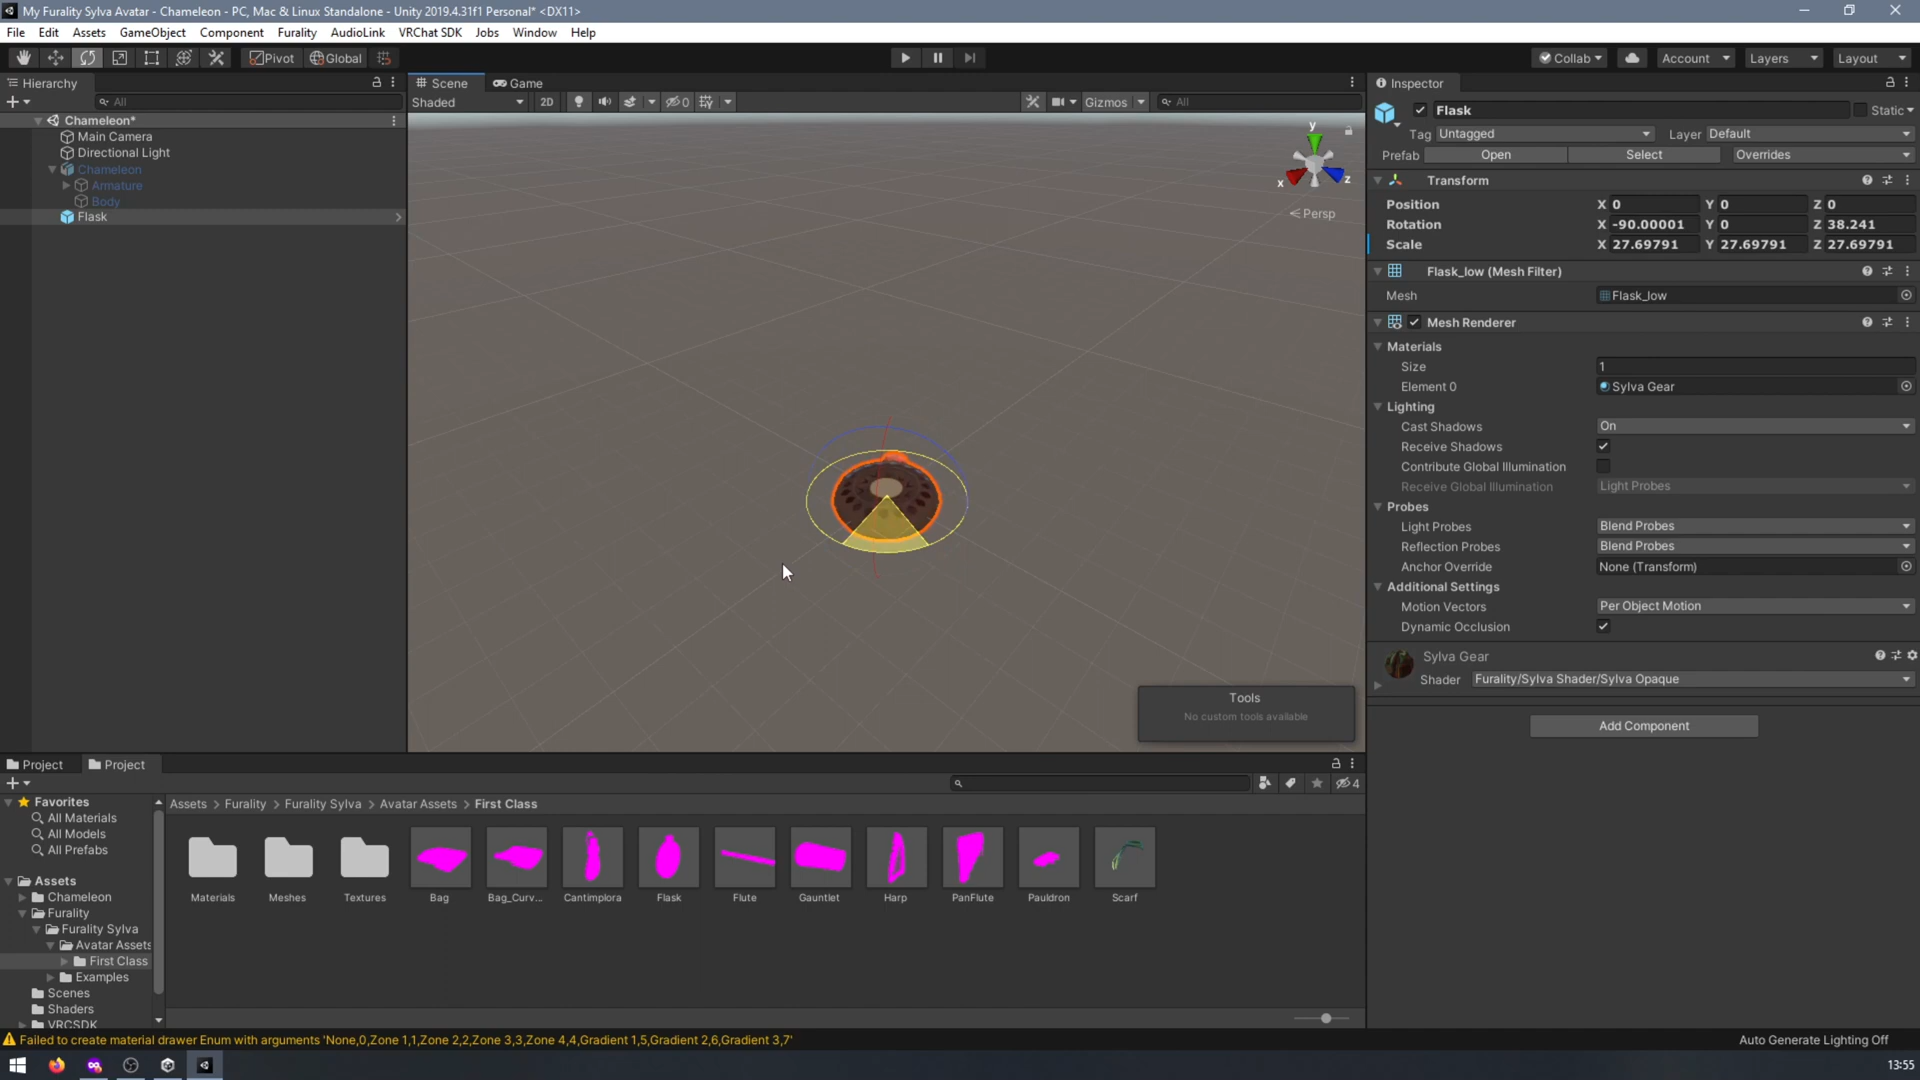 My Furality Sylva Avatar - Chameleon - PC, Mac & Linux Standalone - Unity 2019.4.31f1 Personal* <DX11>
File Edit Assets GameObject Component Furality AudioLink VRChat SDK Jobs Window Help
Pivot Global Collab Account Layers Layout
Hierarchy
All
Chameleon*
Main Camera
Directional Light
Chameleon
Armature
Body
Flask
Scene Game
Shaded 2D 0 Gizmos All
y
x z
Persp
Tools
No custom tools available
Inspector
Flask Static
Tag Untagged Layer Default
Prefab Open Select Overrides
Transform
Position X 0 Y 0 Z 0
Rotation X -90.00001 Y 0 Z 38.241
Scale X 27.69791 Y 27.69791 Z 27.69791
Flask_low (Mesh Filter)
Mesh Flask_low
Mesh Renderer
Materials
Size 1
Element 0 Sylva Gear
Lighting
Cast Shadows On
Receive Shadows
Contribute Global Illumination
Receive Global Illumination Light Probes
Probes
Light Probes Blend Probes
Reflection Probes Blend Probes
Anchor Override None (Transform)
Additional Settings
Motion Vectors Per Object Motion
Dynamic Occlusion
Sylva Gear
Shader Furality/Sylva Shader/Sylva Opaque
Add Component
Project Project
4
Favorites
All Materials
All Models
All Prefabs
Assets
Chameleon
Furality
Furality Sylva
Avatar Assets
First Class
Examples
Scenes
Shaders
VRCSDK
Assets > Furality > Furality Sylva > Avatar Assets > First Class
Materials Meshes Textures Bag Bag_Curv... Cantimplora Flask Flute Gauntlet Harp PanFlute Pauldron Scarf
Failed to create material drawer Enum with arguments 'None,0,Zone 1,1,Zone 2,2,Zone 3,3,Zone 4,4,Gradient 1,5,Gradient 2,6,Gradient 3,7'
Auto Generate Lighting Off
13:55